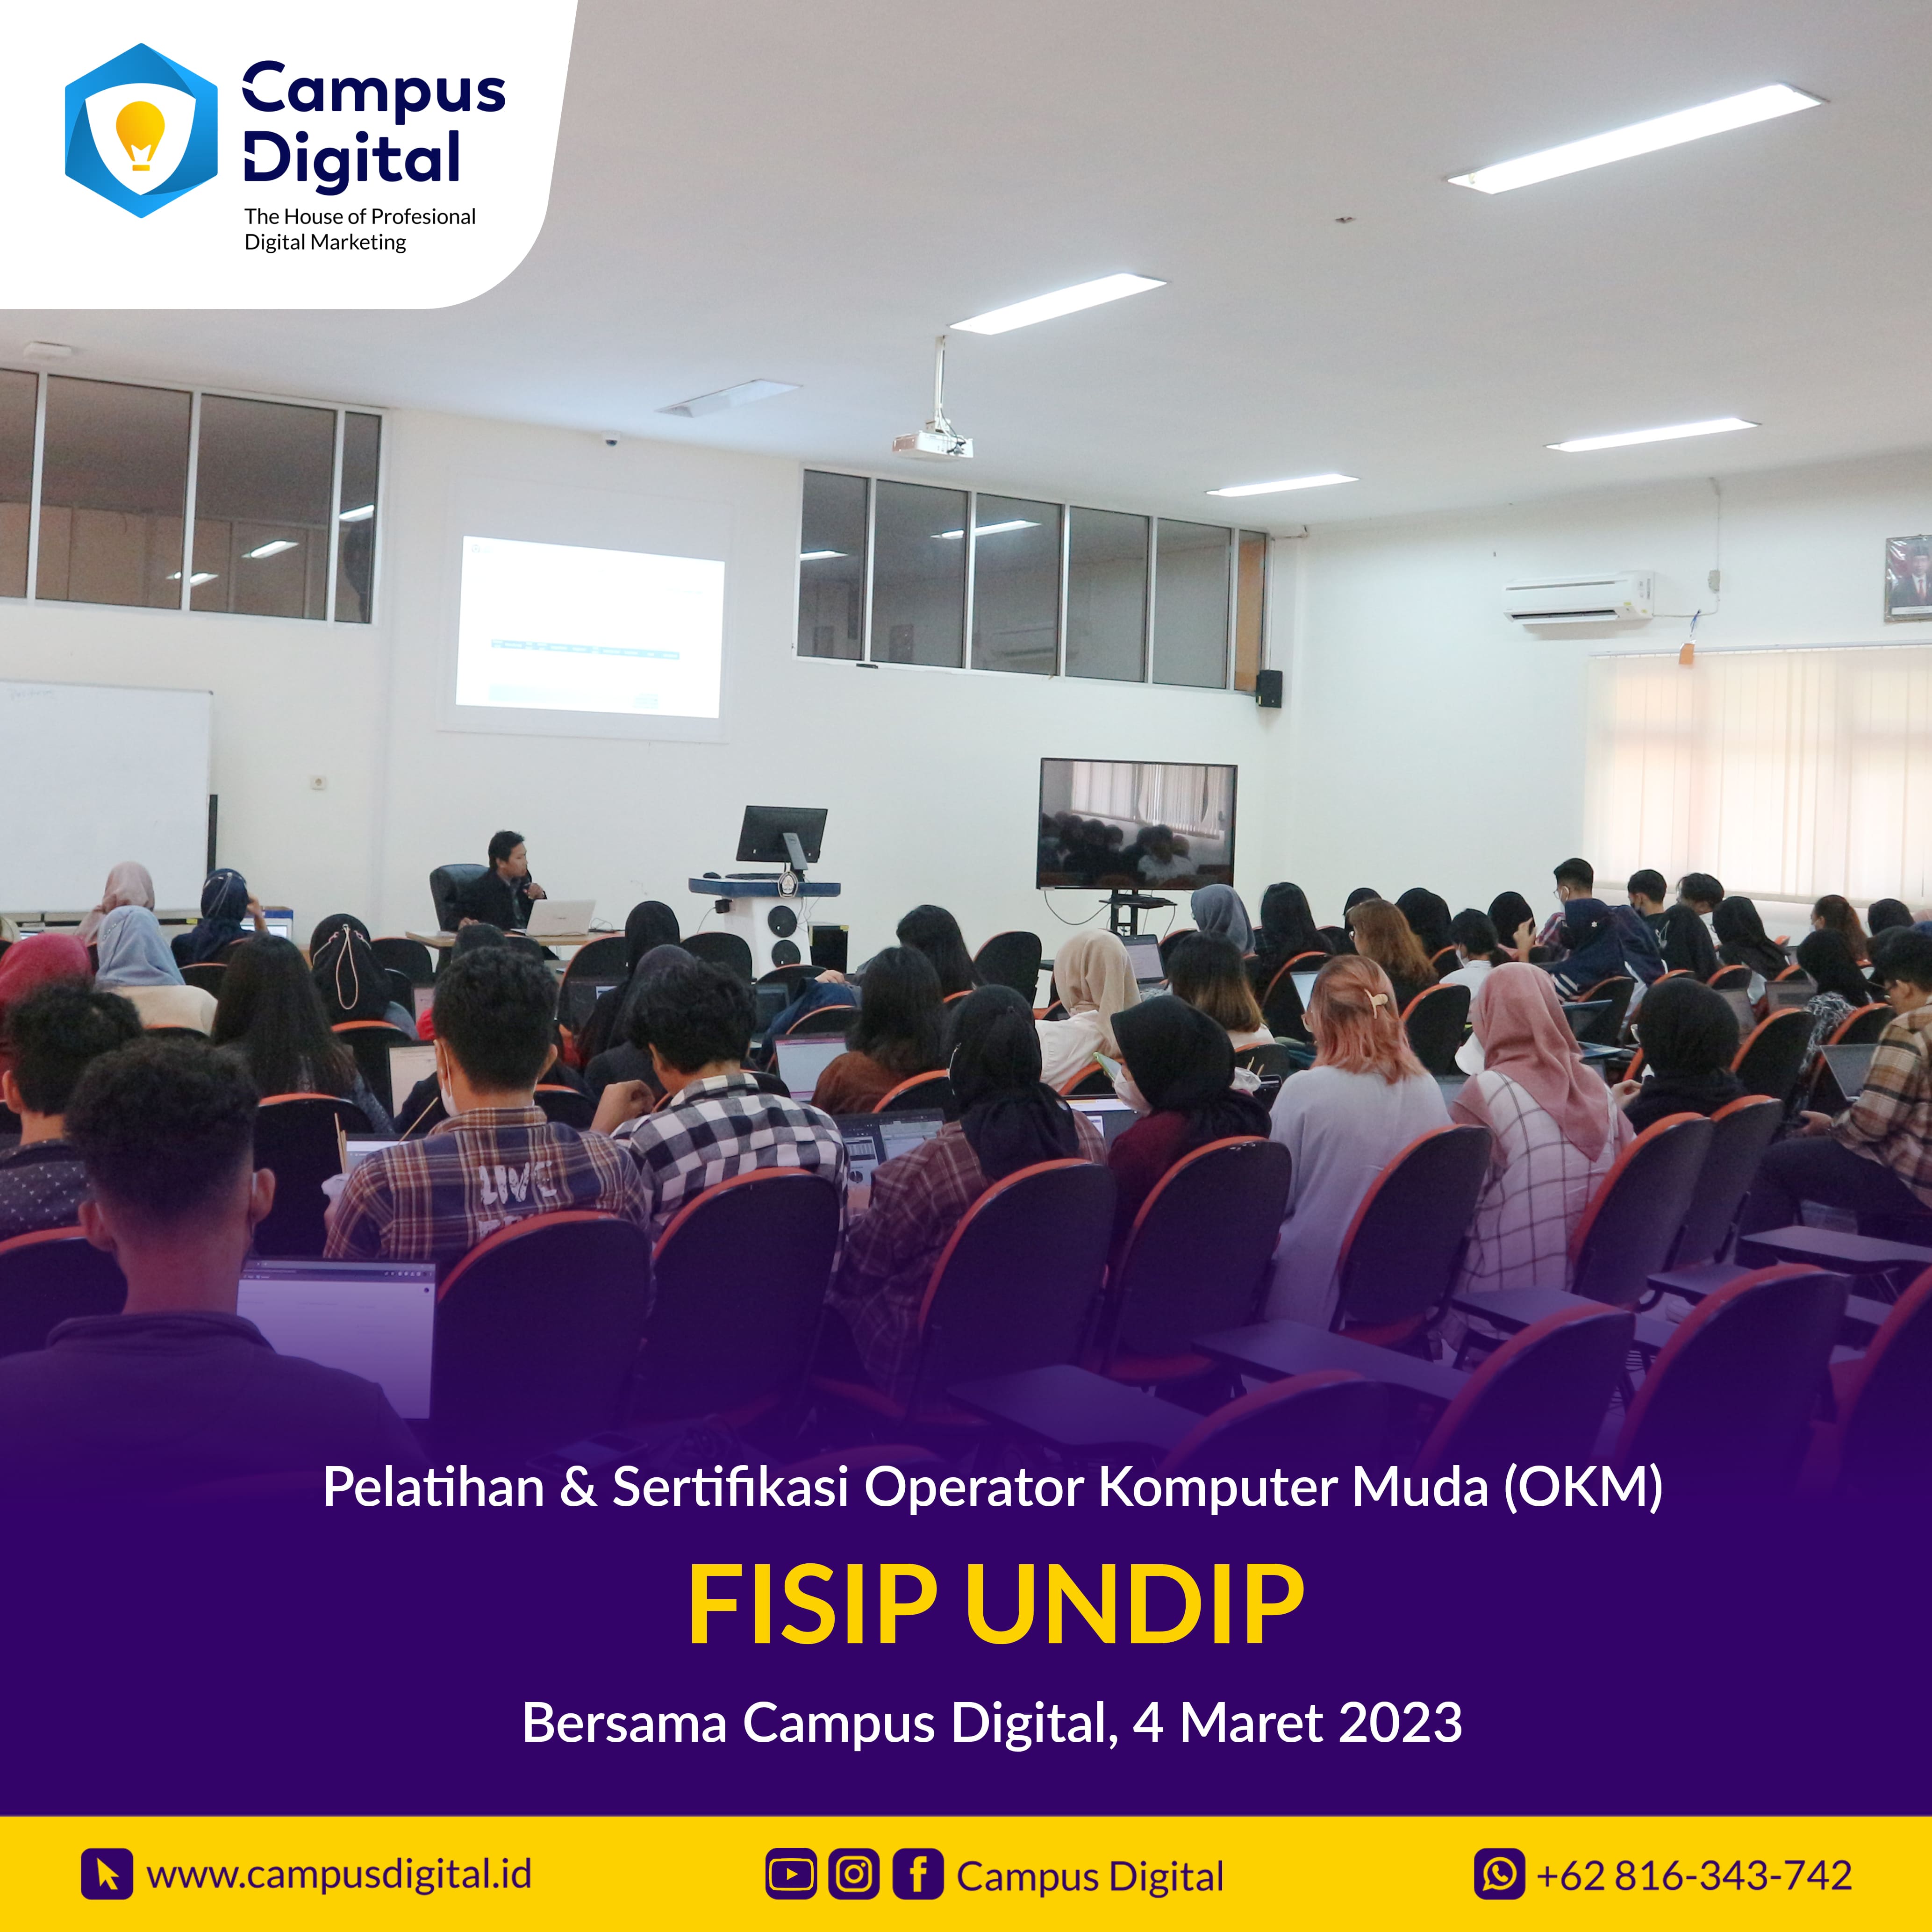 Campus
Digital
The House of Profesional
Digital Marketing
LIVE
Pelatihan & Sertifikasi Operator Komputer Muda (OKM)
FISIP UNDIP
Bersama Campus Digital, 4 Maret 2023
www.campusdigital.id
Campus Digital
+62 816-343-742